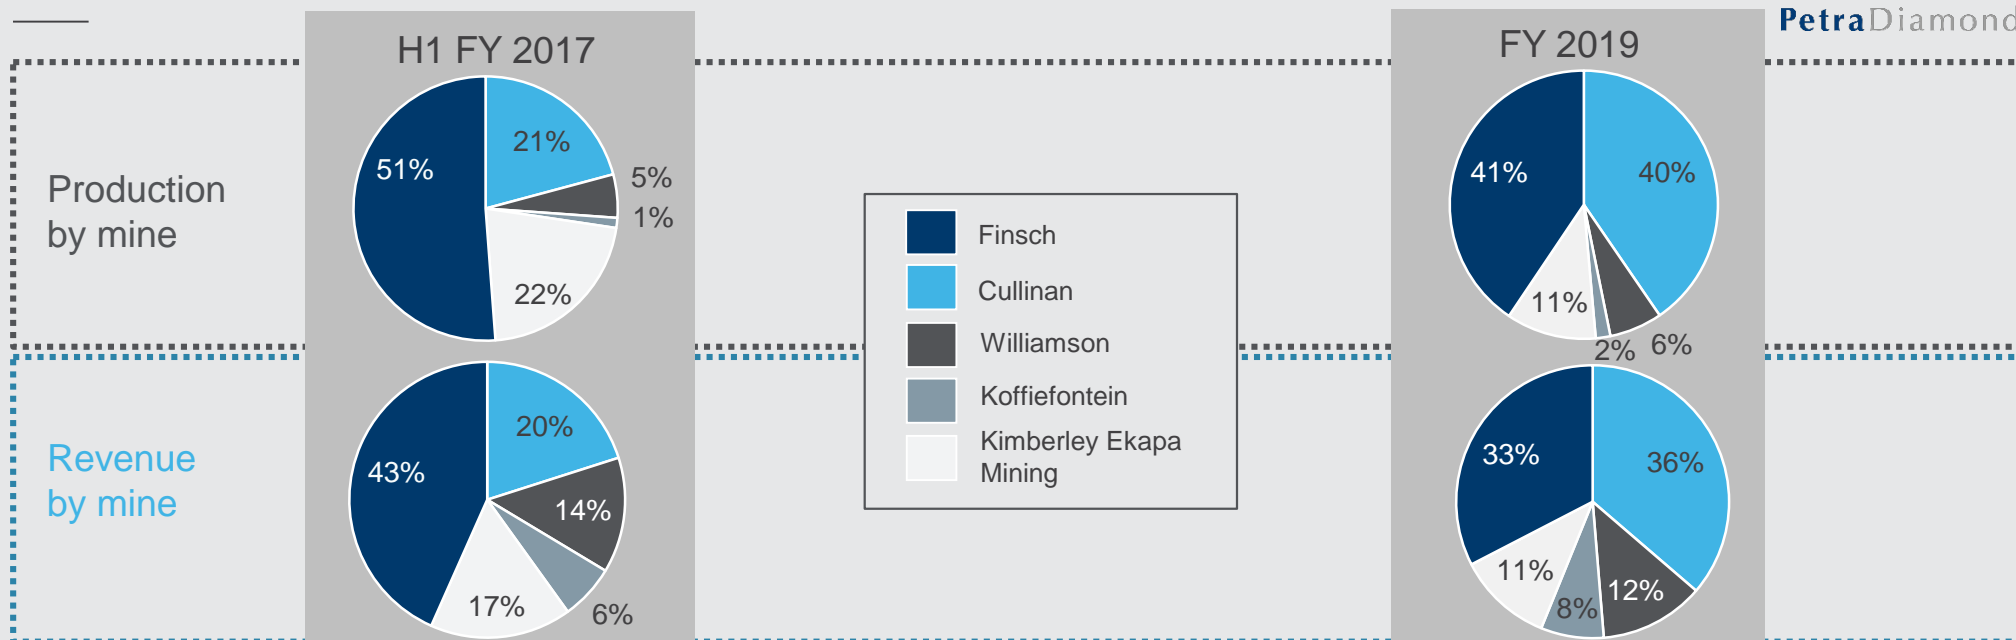 PetraDiamond
H1 FY 2017
FY 2019
Production
by mine
51%
21%
5%
1%
22%
41%
40%
11%
2%
6%
Finsch
Cullinan
Williamson
Koffiefontein
Kimberley Ekapa
Mining
Revenue
by mine
43%
20%
14%
17%
6%
33%
36%
11%
8%
12%